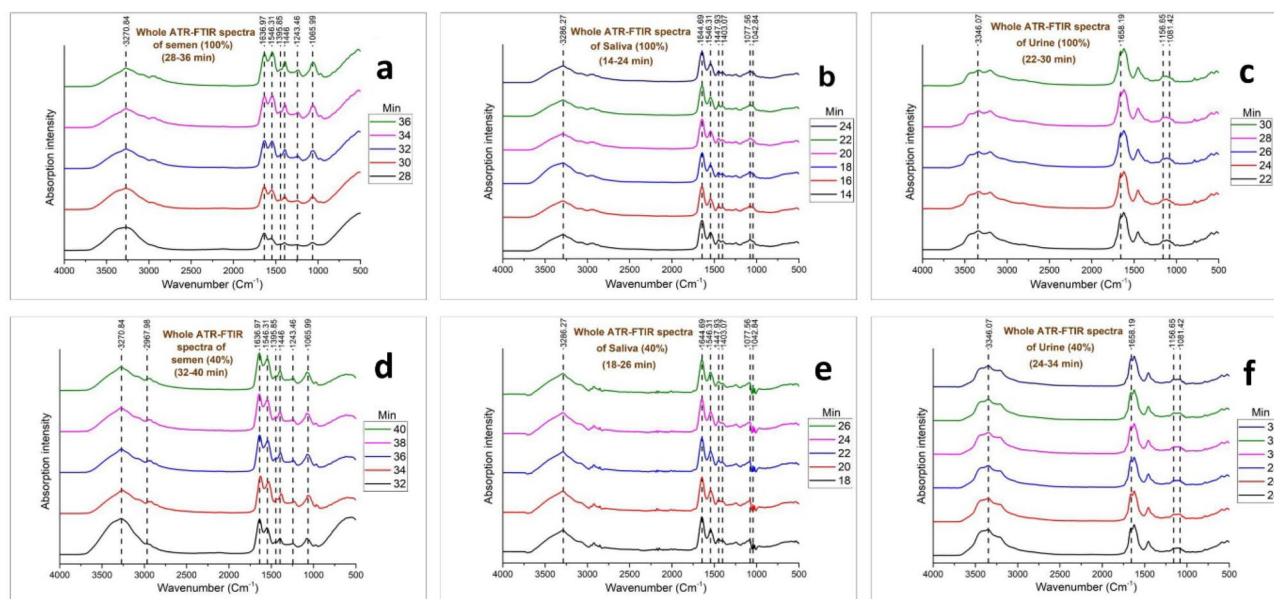 3270.84
1636.97
1546.31
1395.85
1446
1243.46
1065.99
Whole ATR-FTIR spectra
of semen (100%)
(28-36 min)
a
Min
36
34
32
30
28
Absorption intensity
4000 3500 3000 2500 2000 1500 1000 500
Wavenumber (Cm-1)
3286.27
1644.69
1546.31
1447.93
1403.07
1077.56
1042.84
Whole ATR-FTIR spectra
of Saliva (100%)
(14-24 min)
b
Min
24
22
20
18
16
14
Absorption intensity
4000 3500 3000 2500 2000 1500 1000 500
Wavenumber (Cm-1)
3346.07
1658.19
1156.65
1081.42
Whole ATR-FTIR spectra
of Urine (100%)
(22-30 min)
c
Min
30
28
26
24
22
Absorption intensity
4000 3500 3000 2500 2000 1500 1000 500
Wavenumber (Cm-1)
3270.84
2967.98
1636.97
1546.31
1395.85
1446
1243.46
1065.99
Whole ATR-FTIR
spectra of
semen (40%)
(32-40 min)
d
Min
40
38
36
34
32
Absorption intensity
4000 3500 3000 2500 2000 1500 1000 500
Wavenumber (Cm-1)
3286.27
1644.69
1546.31
1447.93
1403.07
1077.56
1042.84
Whole ATR-FTIR spectra
of Saliva (40%)
(18-26 min)
e
Min
26
24
22
20
18
Absorption intensity
4000 3500 3000 2500 2000 1500 1000 500
Wavenumber (Cm-1)
3346.07
1658.19
1156.65
1081.42
Whole ATR-FTIR spectra
of Urine (40%)
(24-34 min)
f
Min
3
3
3
2
2
2
Absorption intensity
4000 3500 3000 2500 2000 1500 1000 500
Wavenumber (Cm-1)